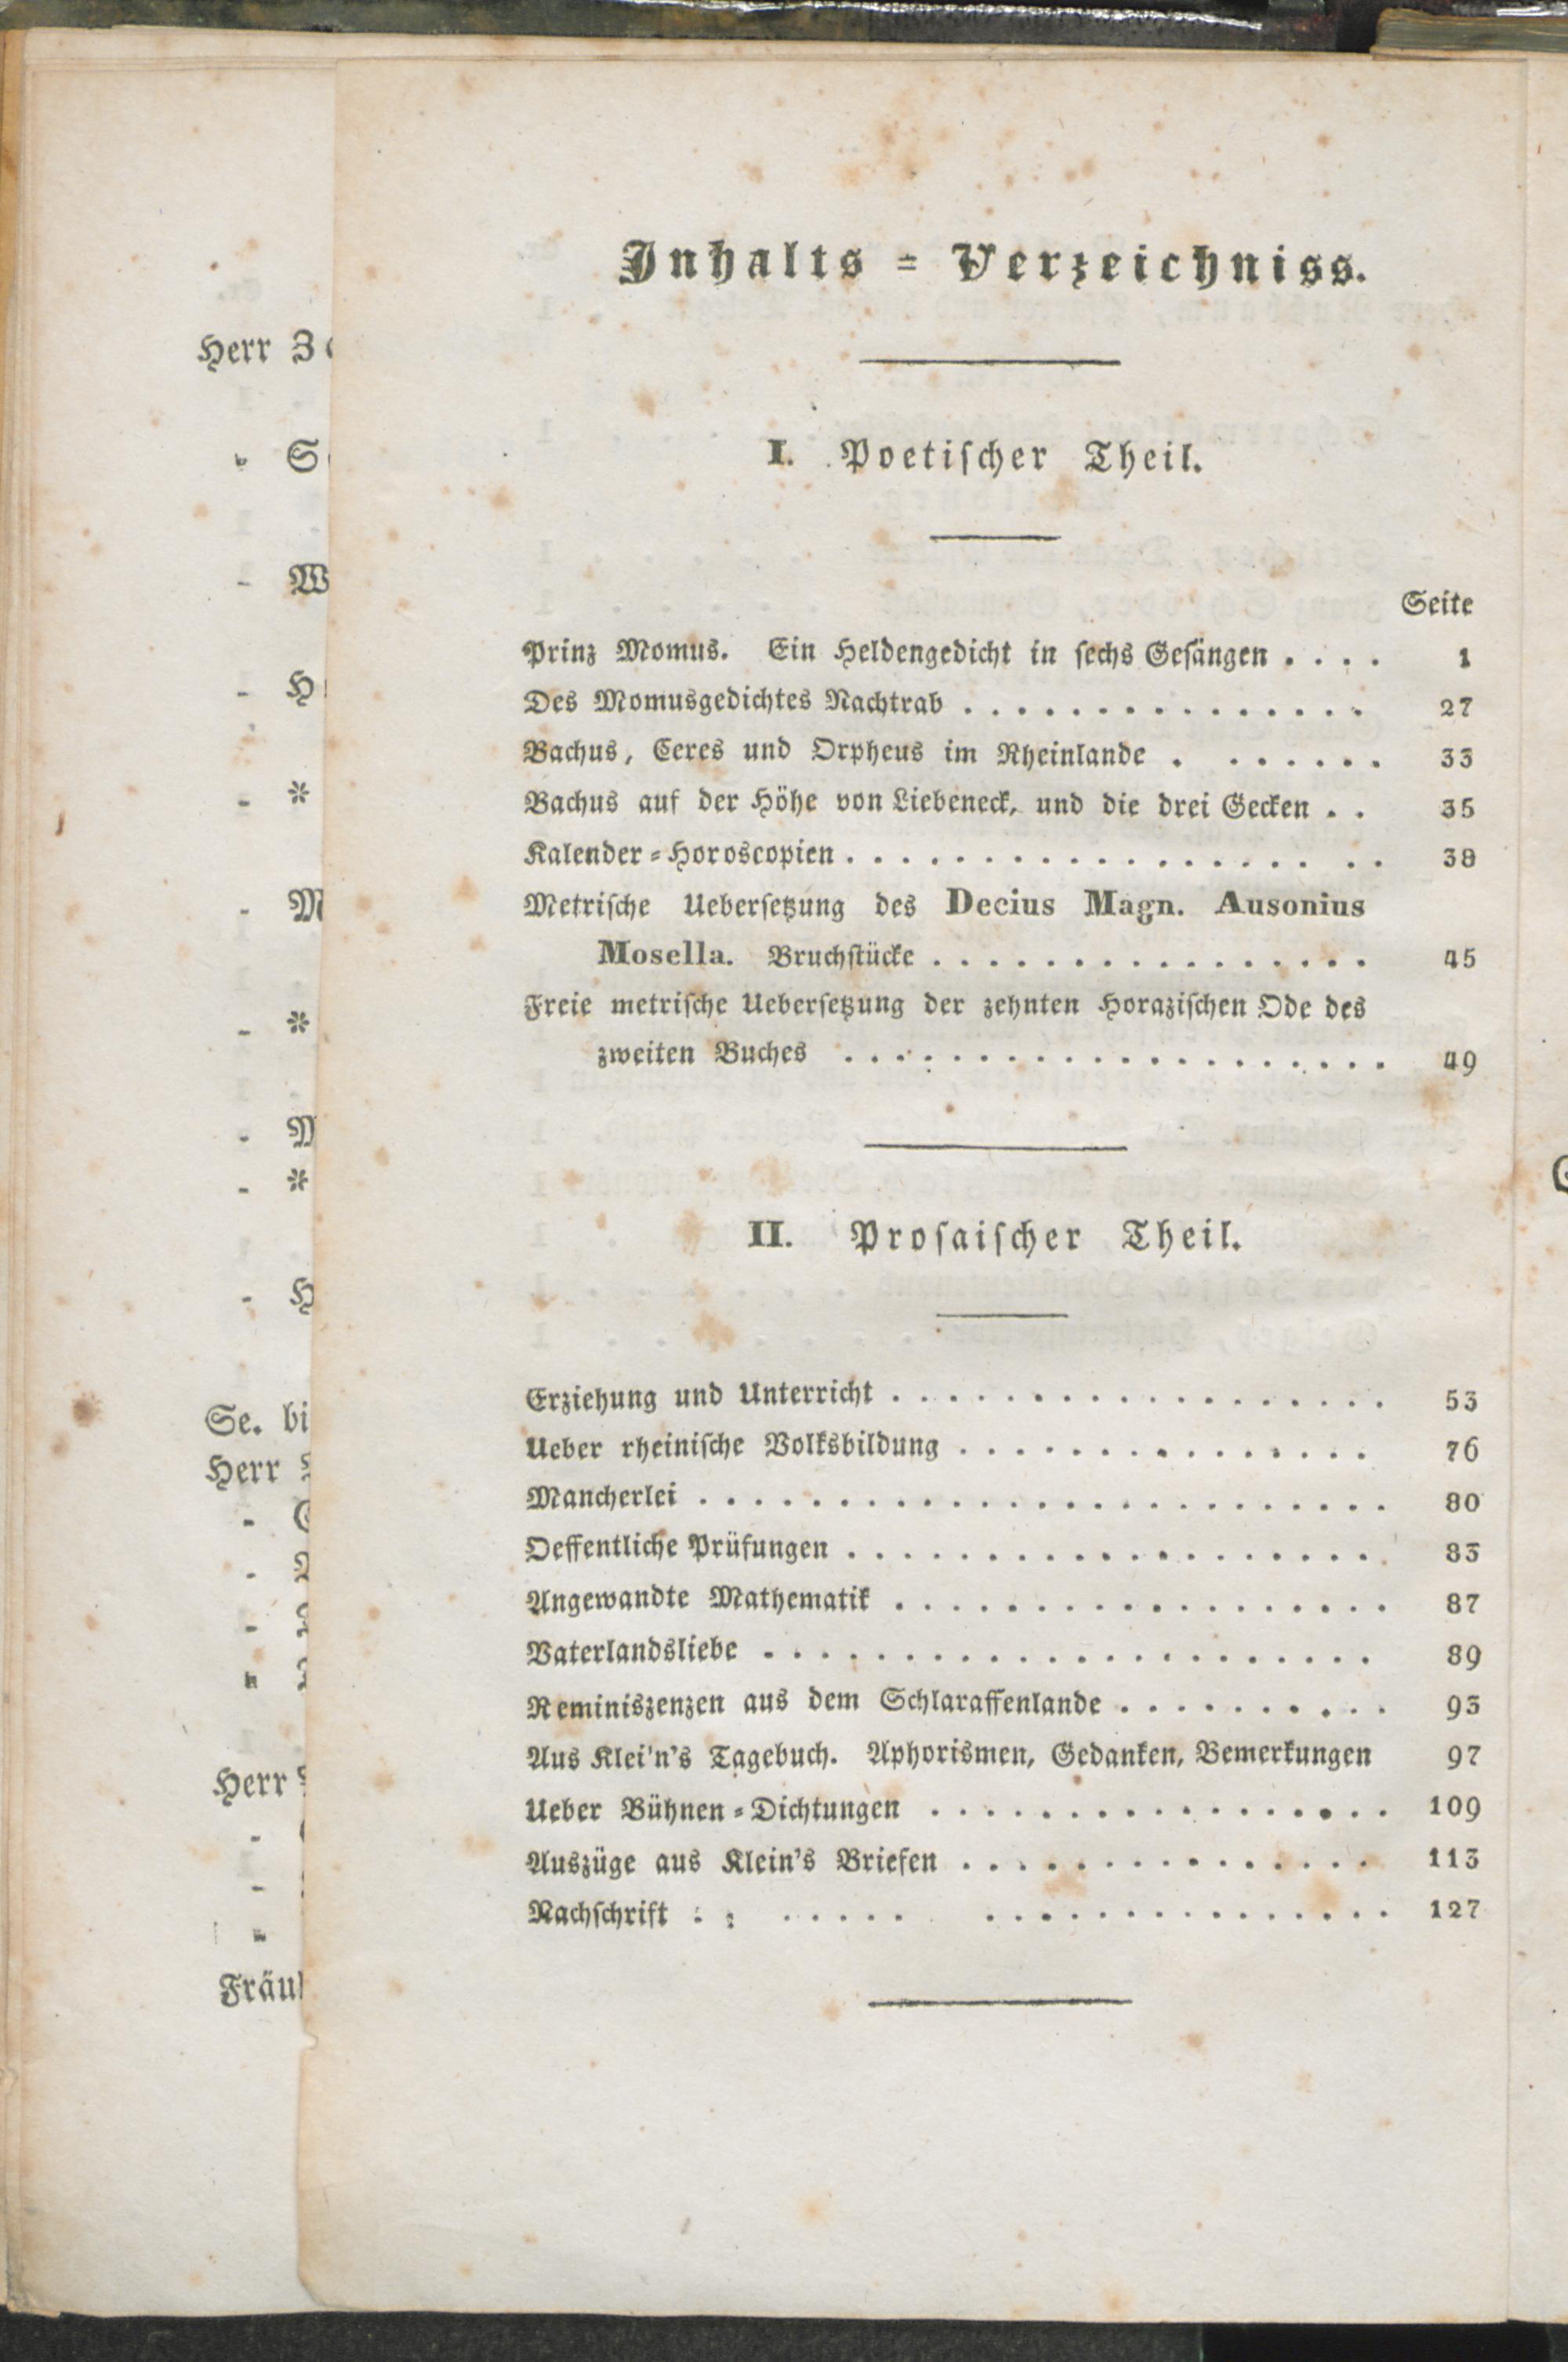 Inhalts = Verzeichniss.
I. Poetischer Theil.
Seite
Prinz Momus. Ein Heldengedicht in sechs Gesängen . . . . 1
Des Momusgedichtes Nachtrab . . . . . . . . . . . . . . . 27
Bachus, Ceres und Orpheus im Rheinlande . . . . . . . 33
Bachus auf der Höhe von Liebeneck, und die drei Gecken . . 35
Kalender=Horoscopien . . . . . . . . . . . . . . . . . . . 38
Metrische Uebersetzung des Decius Magn. Ausonius
Mosella. Bruchstücke . . . . . . . . . . . . . . . . 45
Freie metrische Uebersetzung der zehnten Horazischen Ode des
zweiten Buches . . . . . . . . . . . . . . . . . . . . 49
II. Prosaischer Theil.
Erziehung und Unterricht . . . . . . . . . . . . . . . . . . 53
Ueber rheinische Volksbildung . . . . . . . . . . . . . . . 76
Mancherlei . . . . . . . . . . . . . . . . . . . . . . . . . 80
Oeffentliche Prüfungen . . . . . . . . . . . . . . . . . . . 83
Angewandte Mathematik . . . . . . . . . . . . . . . . . . 87
Vaterlandsliebe . . . . . . . . . . . . . . . . . . . . . . 89
Reminiszenzen aus dem Schlaraffenlande . . . . . . . . . . 93
Aus Klei'n's Tagebuch. Aphorismen, Gedanken, Bemerkungen 97
Ueber Bühnen=Dichtungen . . . . . . . . . . . . . . . . . 109
Auszüge aus Klein's Briefen . . . . . . . . . . . . . . . 113
Nachschrift . . . . . . . . . . . . . . . . . . . . . . 127
Herr
Se.
Herr
Herr